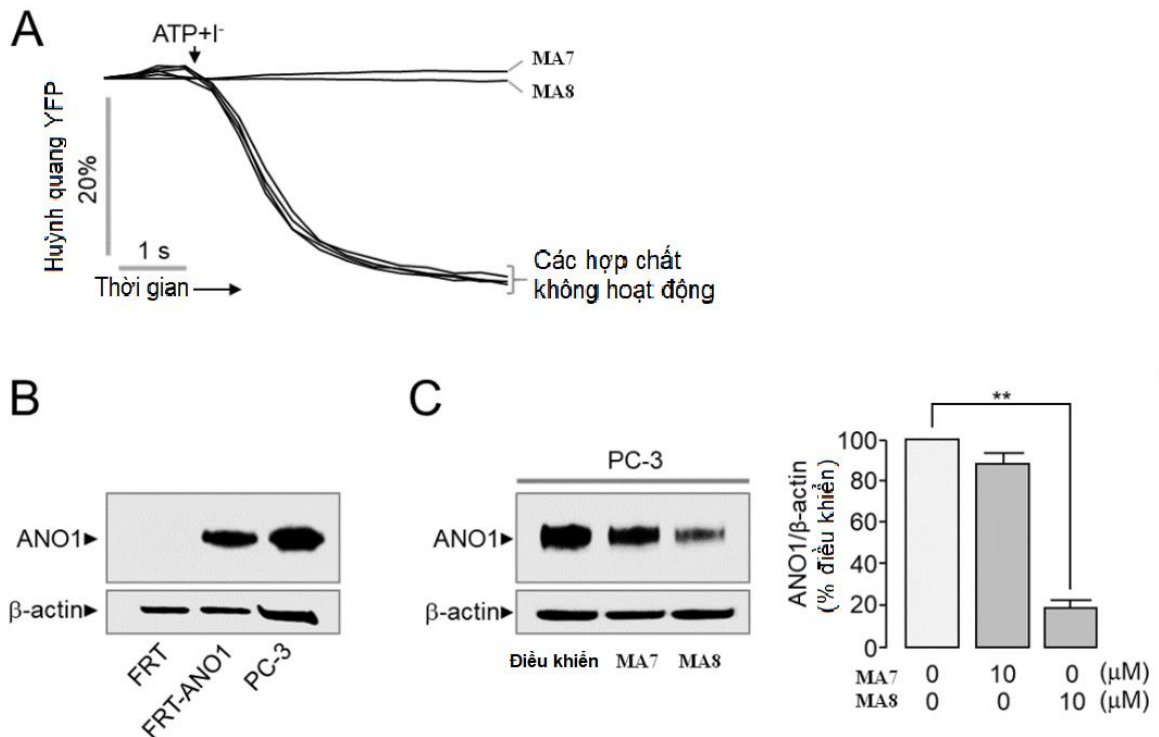 A
ATP+I-
MA7
MA8
Huỳnh quang YFP
20%
1 s
Thời gian
Các hợp chất
không hoạt động
B
ANO1
β-actin
FRT
FRT-ANO1
PC-3
C
PC-3
ANO1
β-actin
Điều khiển MA7 MA8
**
ANO1/β-actin
(% điều khiển)
100
80
60
40
20
0
MA7 0 10 0 (μM)
MA8 0 0 10 (μM)